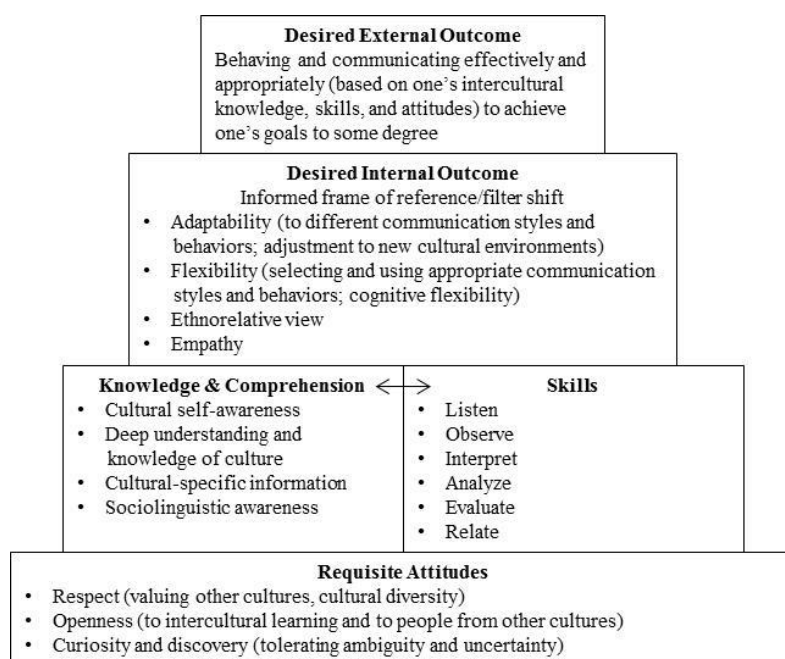 Desired External Outcome
Behaving and communicating effectively and
appropriately (based on one’s intercultural
knowledge, skills, and attitudes) to achieve
one’s goals to some degree
Desired Internal Outcome
Informed frame of reference/filter shift
• Adaptability (to different communication styles and
behaviors; adjustment to new cultural environments)
• Flexibility (selecting and using appropriate communication
styles and behaviors; cognitive flexibility)
• Ethnorelative view
• Empathy
Knowledge & Comprehension
• Cultural self-awareness
• Deep understanding and
knowledge of culture
• Cultural-specific information
• Sociolinguistic awareness
Skills
• Listen
• Observe
• Interpret
• Analyze
• Evaluate
• Relate
Requisite Attitudes
• Respect (valuing other cultures, cultural diversity)
• Openness (to intercultural learning and to people from other cultures)
• Curiosity and discovery (tolerating ambiguity and uncertainty)